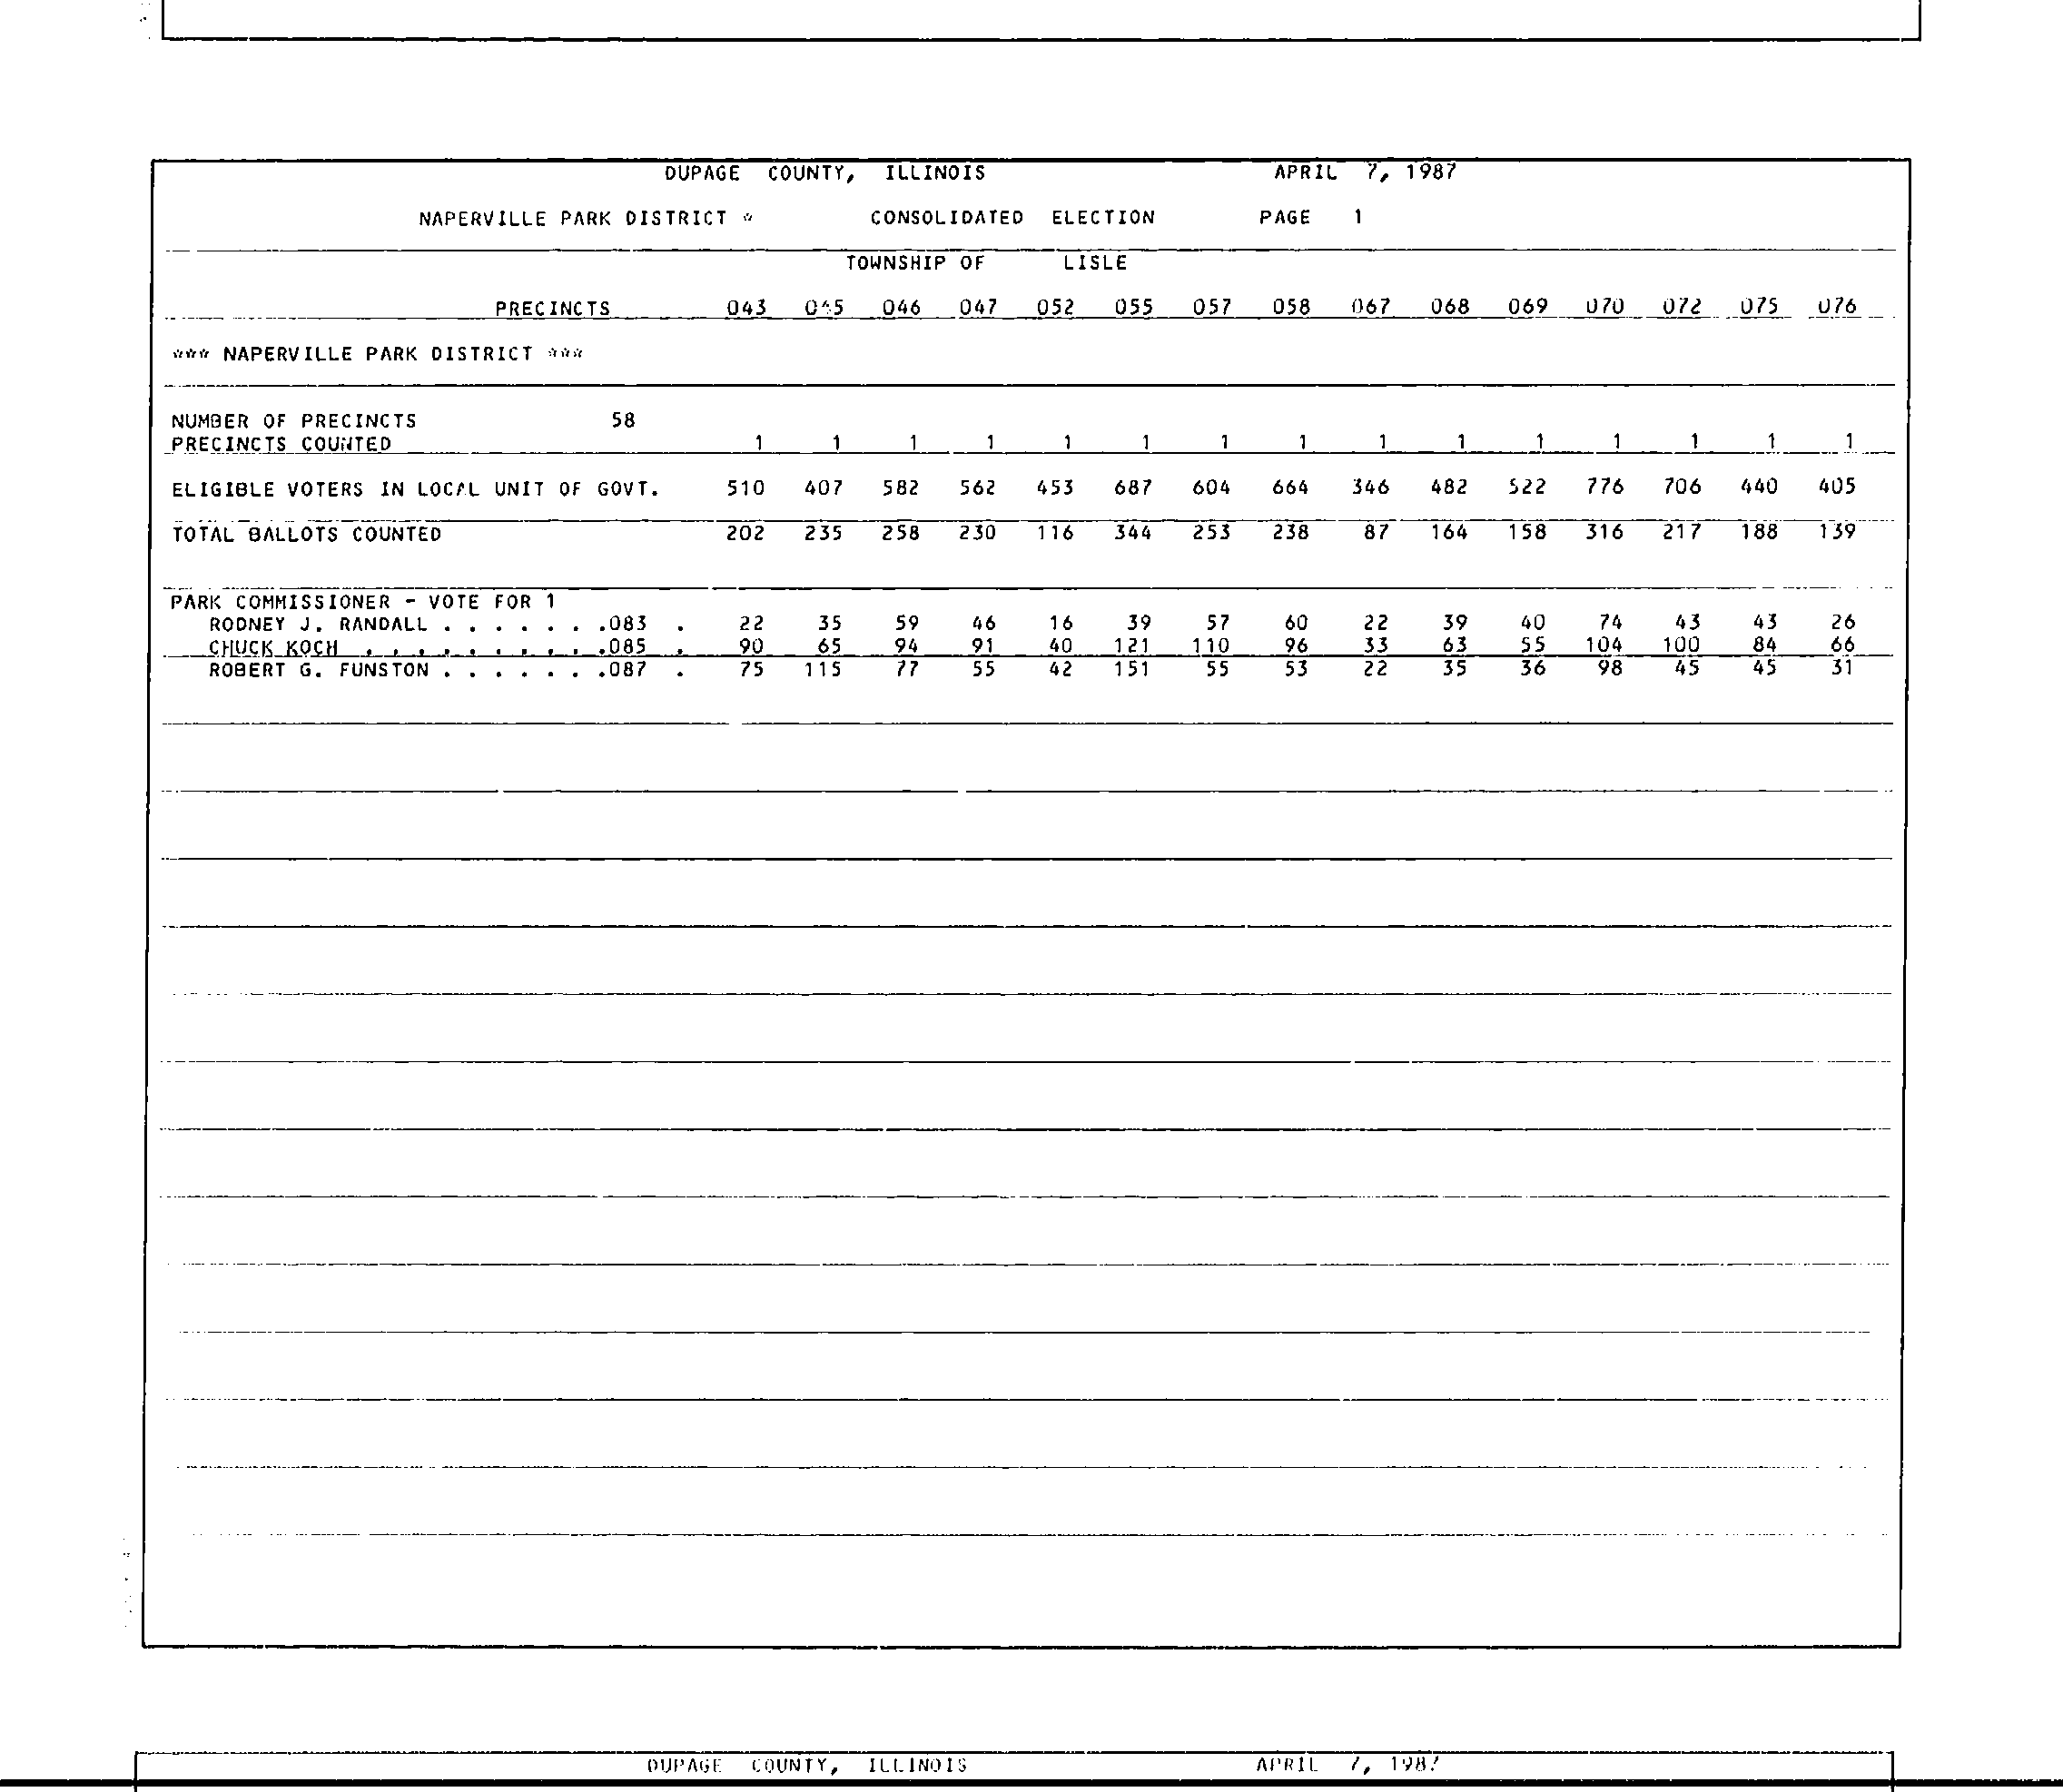 DUPAGE COUNTY, ILLINOIS APRIL 7, 1987
NAPERVILLE PARK DISTRICT * CONSOLIDATED ELECTION PAGE 1
TOWNSHIP OF LISLE
PRECINCTS 043 045 046 047 052 055 057 058 067 068 069 070 072 075 076
*** NAPERVILLE PARK DISTRICT ***
NUMBER OF PRECINCTS 58
PRECINCTS COUNTED 1 1 1 1 1 1 1 1 1 1 1 1 1 1 1
ELIGIBLE VOTERS IN LOCAL UNIT OF GOVT. 510 407 582 562 453 687 604 664 346 482 522 776 706 440 405
TOTAL BALLOTS COUNTED 202 235 258 230 116 344 253 238 87 164 158 316 217 188 139
PARK COMMISSIONER - VOTE FOR 1
RODNEY J. RANDALL . . . . . . .083 . 22 35 59 46 16 39 57 60 22 39 40 74 43 43 26
CHUCK KOCH . . . . . . . . . .085 . 90 65 94 91 40 121 110 96 33 63 55 104 100 84 66
ROBERT G. FUNSTON . . . . . . .087 . 75 115 77 55 42 151 55 53 22 35 36 98 45 45 31
DUPAGE COUNTY, ILLINOIS APRIL 7, 1987